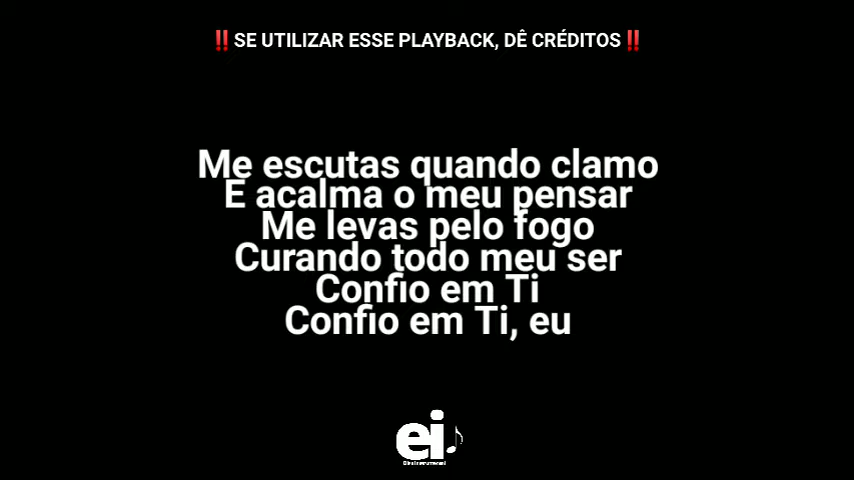 ‼️SE UTILIZAR ESSE PLAYBACK, DÊ CRÉDITOS‼️
Me escutas quando clamo
E acalma o meu pensar
Me levas pelo fogo
Curando todo meu ser
Confio em Ti
Confio em Ti, eu
ei